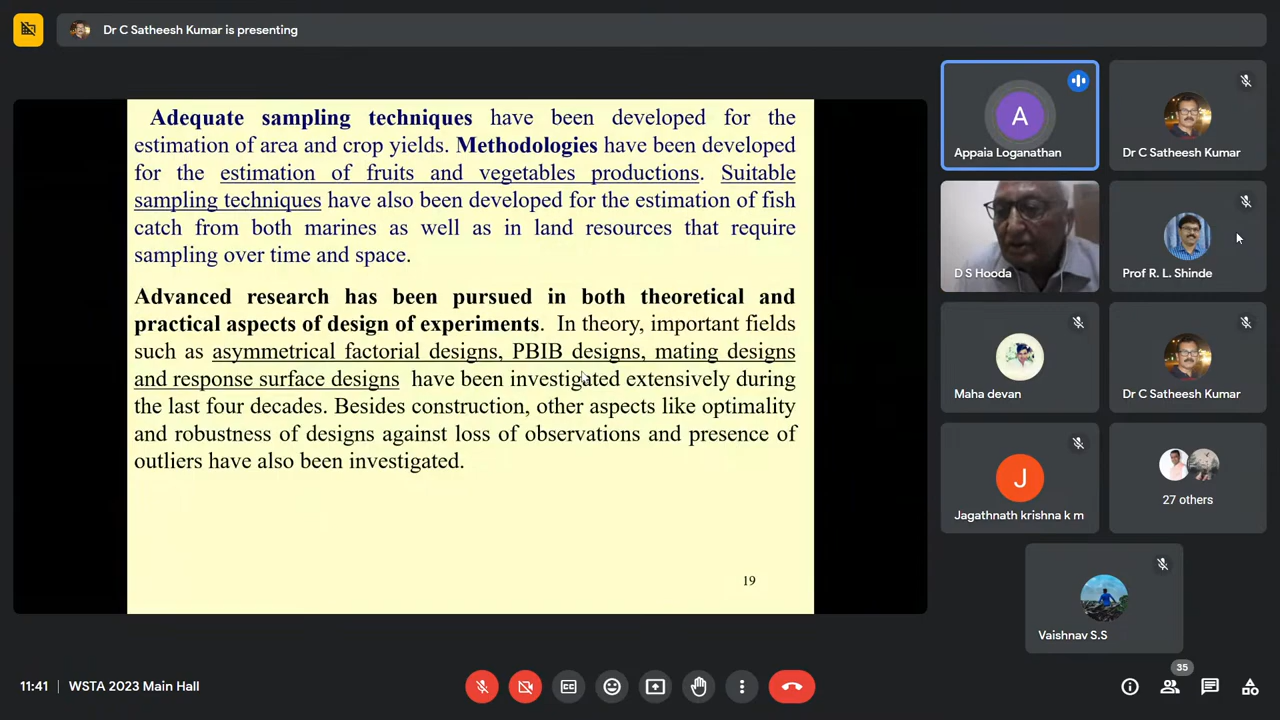 Dr C Satheesh Kumar is presenting
Adequate sampling techniques have been developed for the
estimation of area and crop yields. Methodologies have been developed
for the estimation of fruits and vegetables productions. Suitable
sampling techniques have also been developed for the estimation of fish
catch from both marines as well as in land resources that require
sampling over time and space.
Advanced research has been pursued in both theoretical and
practical aspects of design of experiments. In theory, important fields
such as asymmetrical factorial designs, PBIB designs, mating designs
and response surface designs have been investigated extensively during
the last four decades. Besides construction, other aspects like optimality
and robustness of designs against loss of observations and presence of
outliers have also been investigated.
19
A
Appaia Loganathan
Dr C Satheesh Kumar
D S Hooda
Prof R. L. Shinde
Maha devan
Dr C Satheesh Kumar
J
Jagathnath krishna k m
27 others
Vaishnav S.S
11:41 | WSTA 2023 Main Hall
35